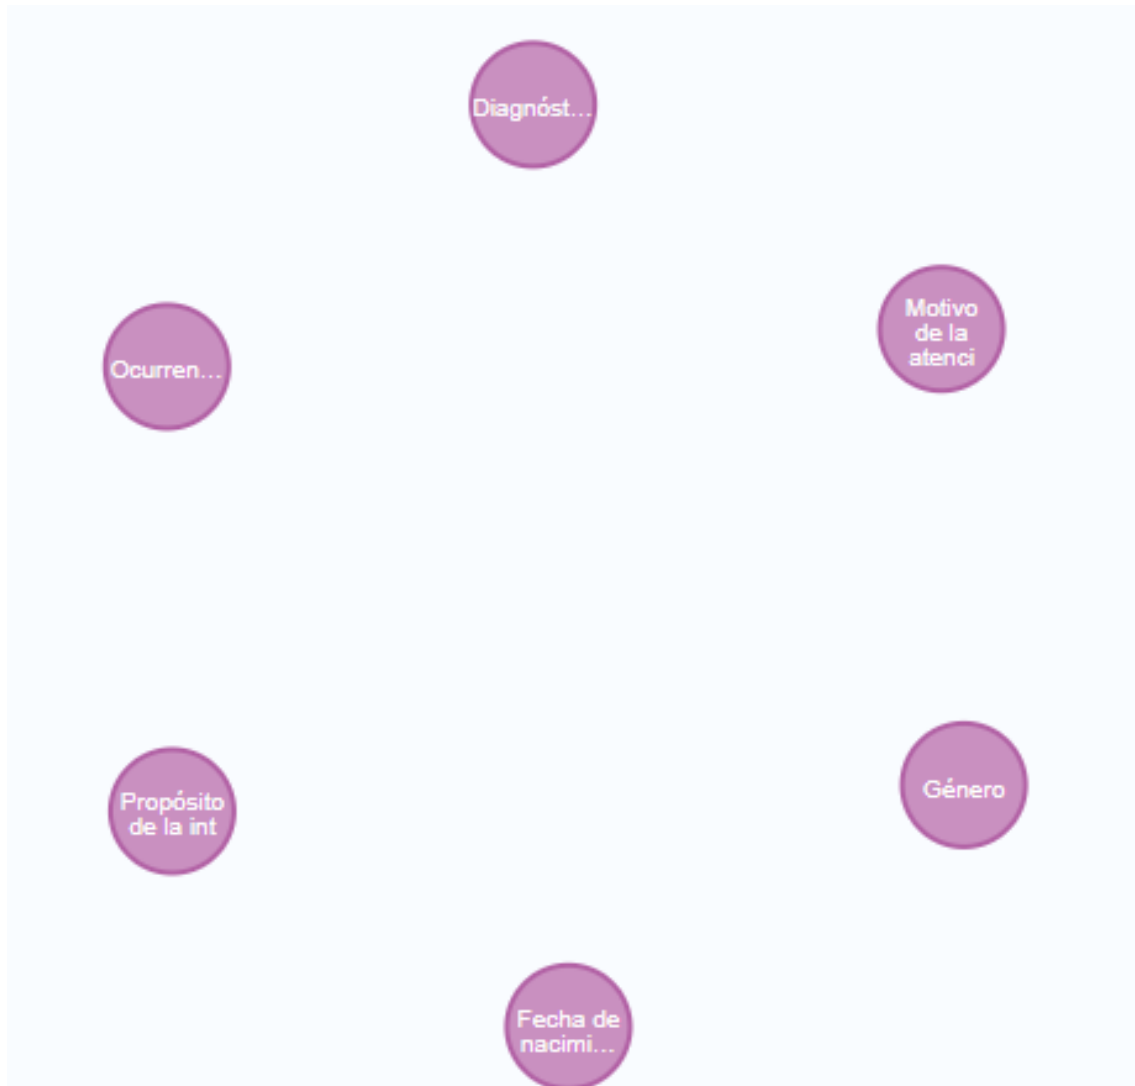 Diagnóst...
Motivo
de la
atenci
Ocurren...
Género
Propósito
de la int
Fecha de
nacimi...